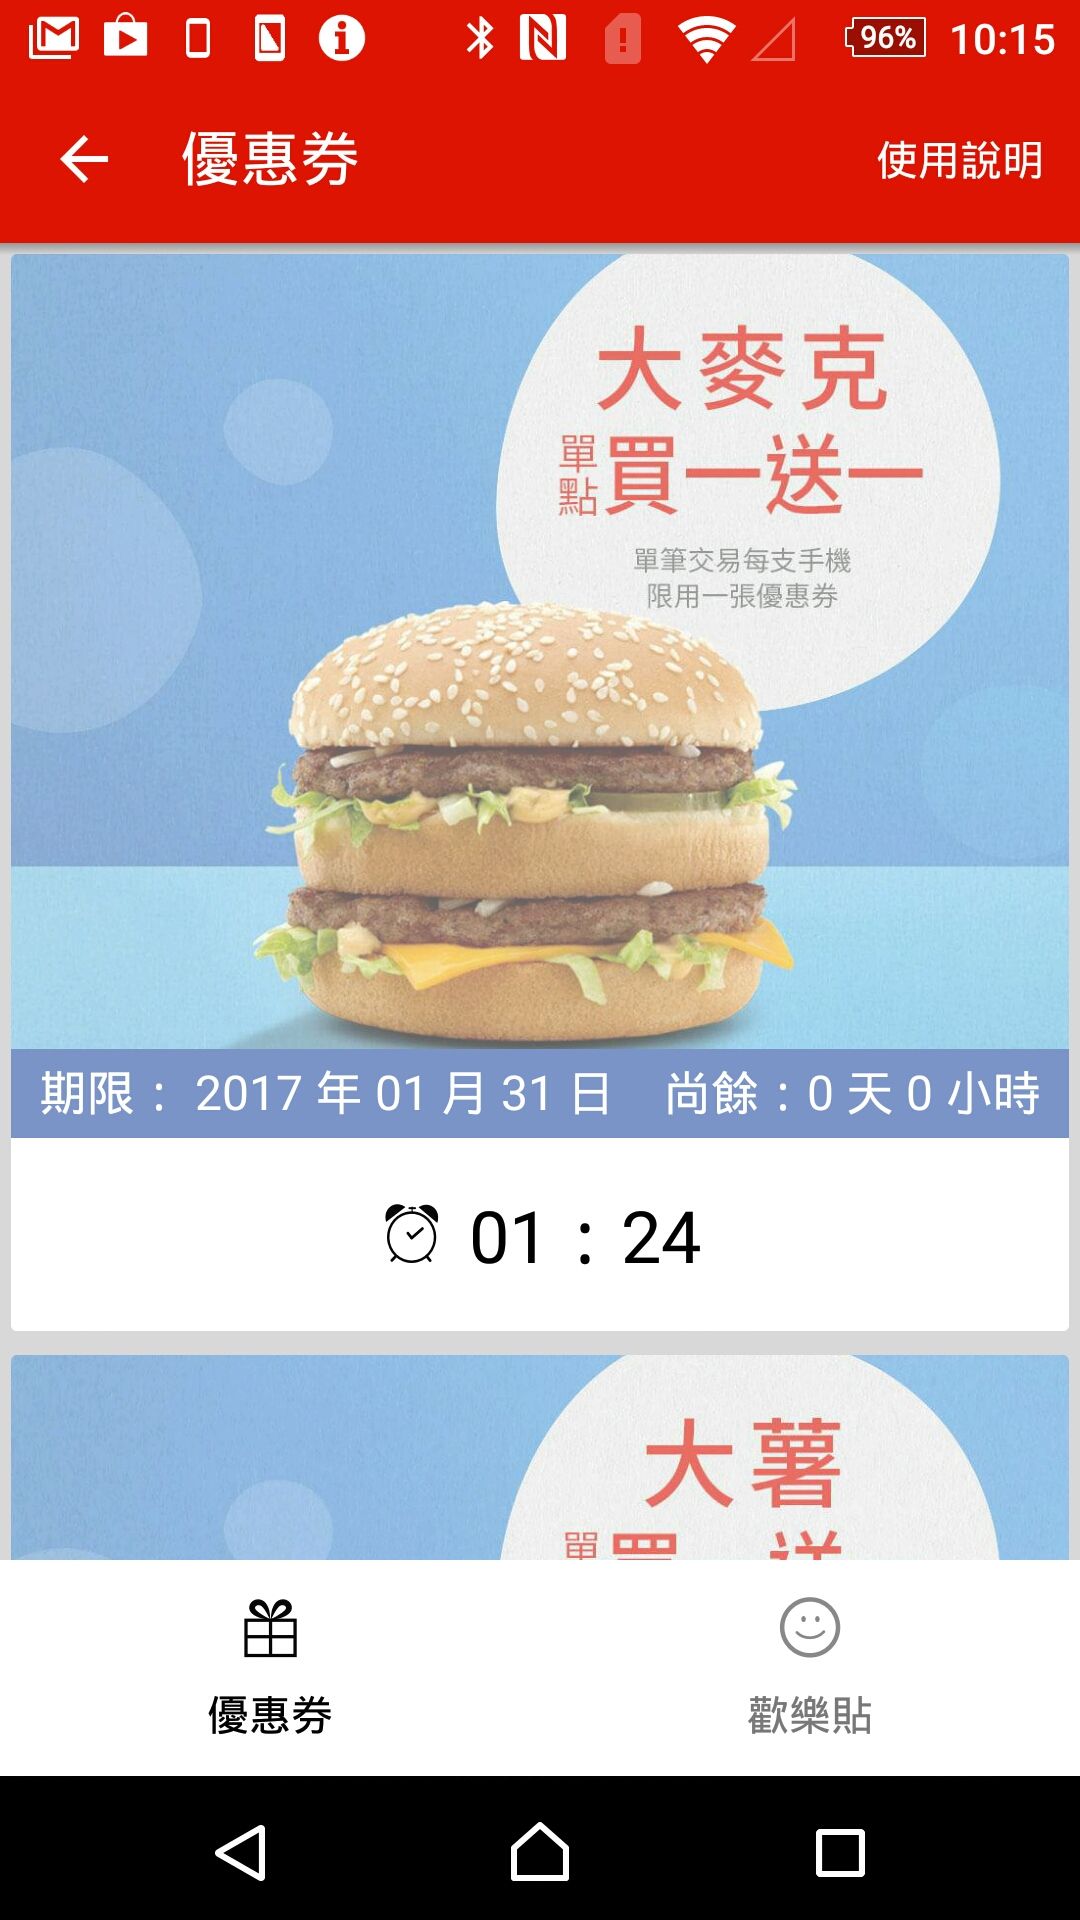 96% 10:15
優惠券 使用說明
大麥克
單點 買一送一
單筆交易每支手機
限用一張優惠券
期限： 2017 年 01 月 31 日 尚餘：0 天 0 小時
01 : 24
大薯
優惠券 歡樂貼